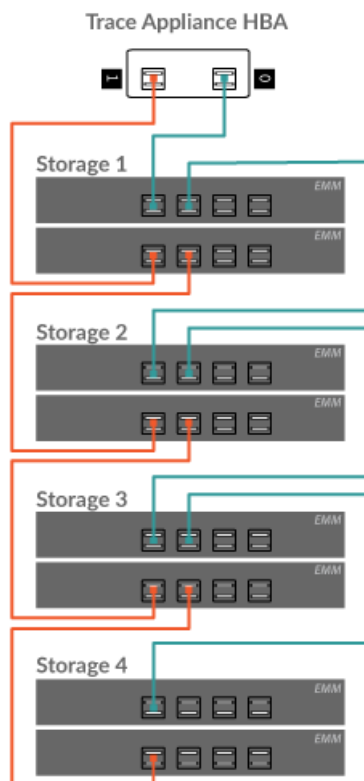 Trace Appliance HBA
1
0
Storage 1
EMM
EMM
Storage 2
EMM
EMM
Storage 3
EMM
EMM
Storage 4
EMM
EMM